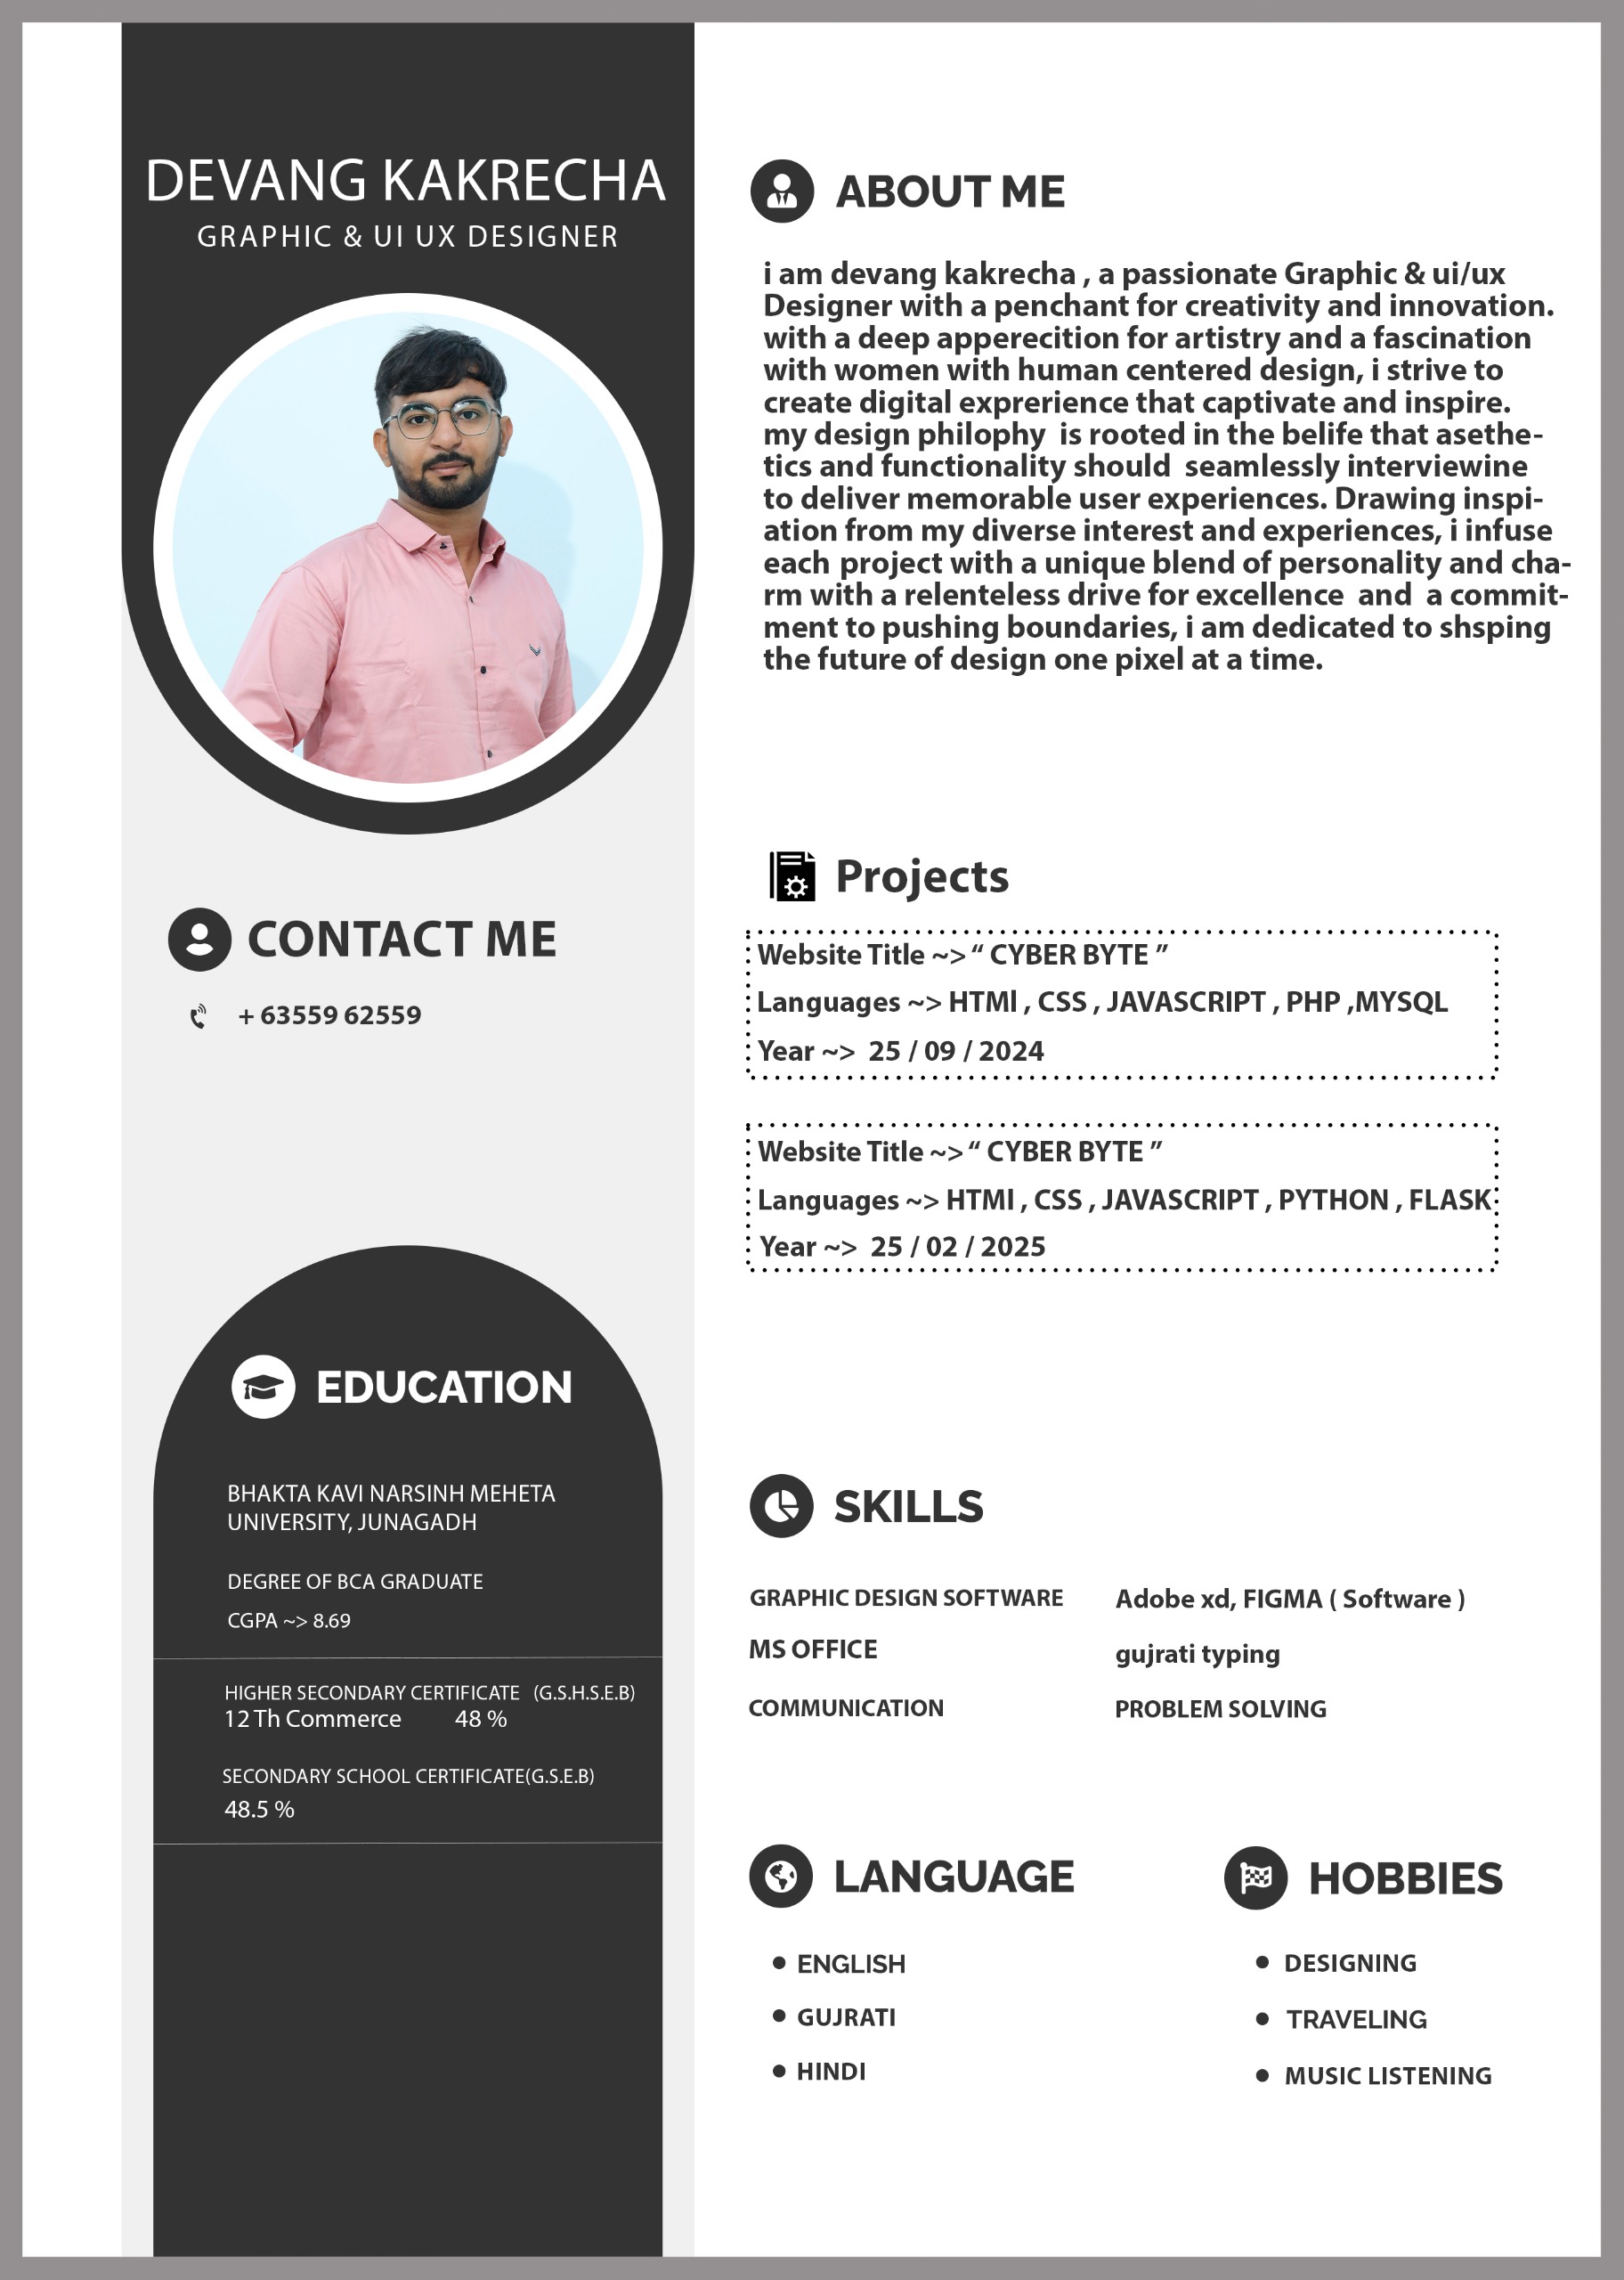 DEVANG KAKRECHA
GRAPHIC & UI UX DESIGNER
CONTACT ME
+ 63559 62559
EDUCATION
BHAKTA KAVI NARSINH MEHETA
UNIVERSITY, JUNAGADH
DEGREE OF BCA GRADUATE
CGPA ~> 8.69
HIGHER SECONDARY CERTIFICATE (G.S.H.S.E.B)
12 Th Commerce 48 %
SECONDARY SCHOOL CERTIFICATE(G.S.E.B)
48.5 %
ABOUT ME
i am devang kakrecha , a passionate Graphic & ui/ux
Designer with a penchant for creativity and innovation.
with a deep apperecition for artistry and a fascination
with women with human centered design, i strive to
create digital exprerience that captivate and inspire.
my design philophy is rooted in the belife that asethe-
tics and functionality should seamlessly interviewine
to deliver memorable user experiences. Drawing inspi-
ation from my diverse interest and experiences, i infuse
each project with a unique blend of personality and cha-
rm with a relenteless drive for excellence and a commit-
ment to pushing boundaries, i am dedicated to shsping
the future of design one pixel at a time.
Projects
Website Title ~> “ CYBER BYTE ”
Languages ~> HTMl , CSS , JAVASCRIPT , PHP ,MYSQL
Year ~> 25 / 09 / 2024
Website Title ~> “ CYBER BYTE ”
Languages ~> HTMl , CSS , JAVASCRIPT , PYTHON , FLASK
Year ~> 25 / 02 / 2025
SKILLS
GRAPHIC DESIGN SOFTWARE
Adobe xd, FIGMA ( Software )
MS OFFICE
gujrati typing
COMMUNICATION
PROBLEM SOLVING
LANGUAGE
ENGLISH
GUJRATI
HINDI
HOBBIES
DESIGNING
TRAVELING
MUSIC LISTENING